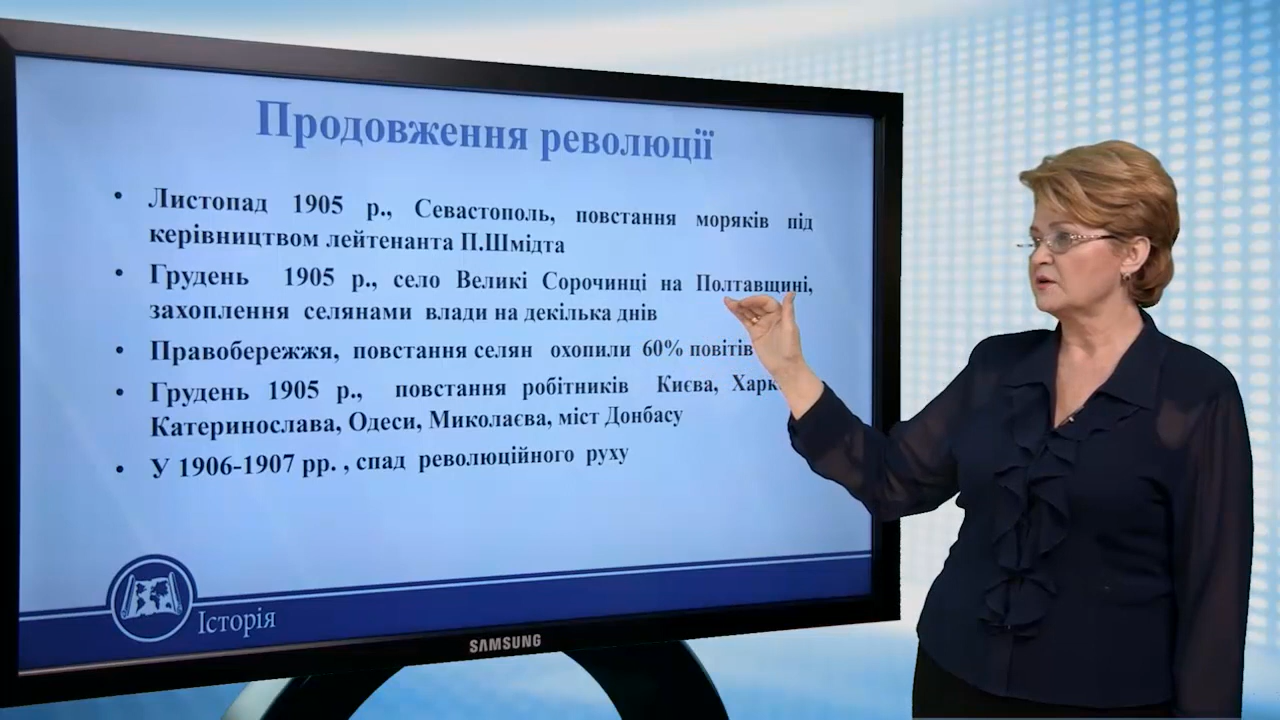 Продовження революції
• Листопад 1905 р., Севастополь, повстання моряків під
керівництвом лейтенанта П.Шмідта
• Грудень 1905 р., село Великі Сорочинці на Полтавщині,
захоплення селянами влади на декілька днів
• Правобережжя, повстання селян охопили 60% повітів
• Грудень 1905 р., повстання робітників Києва,
Катеринослава, Одеси, Миколаєва, міст Донбасу
• У 1906-1907 рр. , спад революційного руху
Історія
SAMSUNG